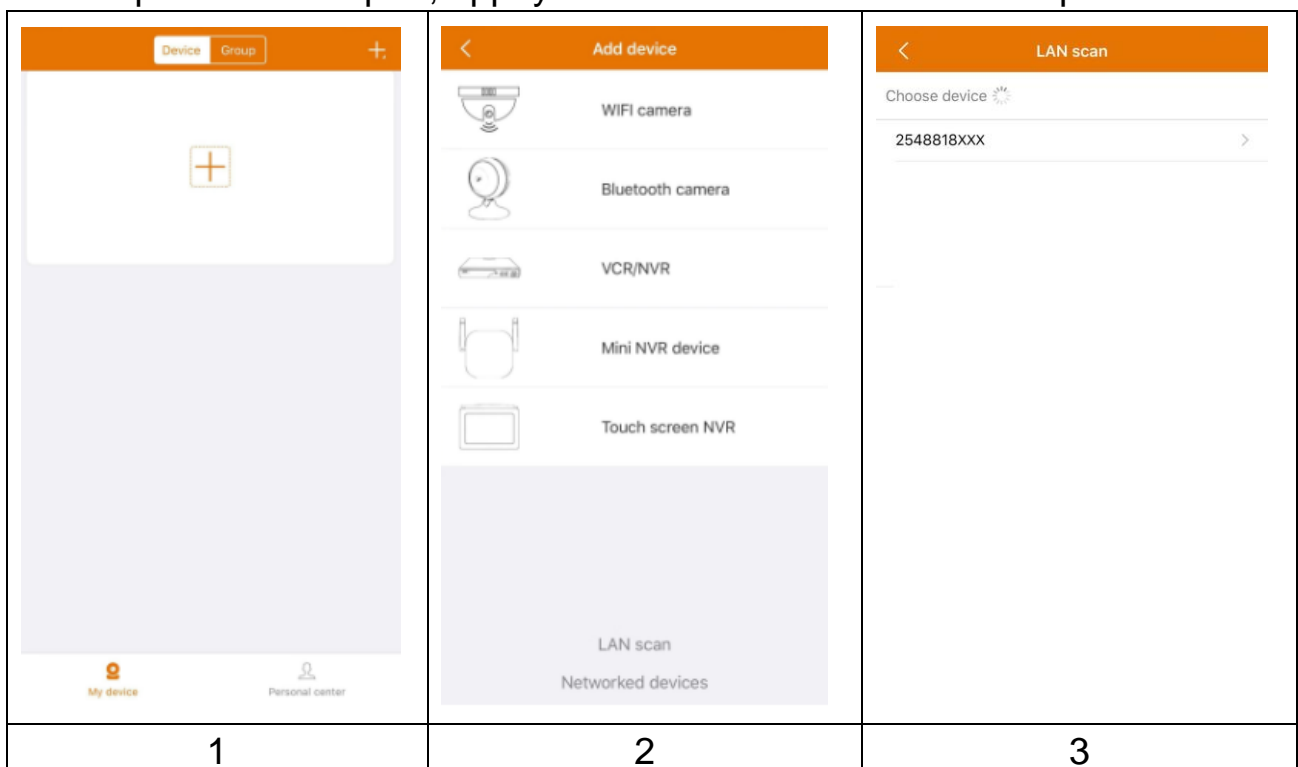 Device Group
My device
Personal center
Add device
WIFI camera
Bluetooth camera
VCR/NVR
Mini NVR device
Touch screen NVR
LAN scan
Networked devices
LAN scan
Choose device
2548818XXX
1 2 3